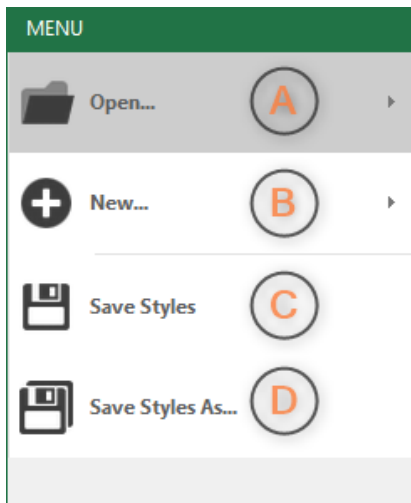 MENU
Open... A
New... B
Save Styles C
Save Styles As... D